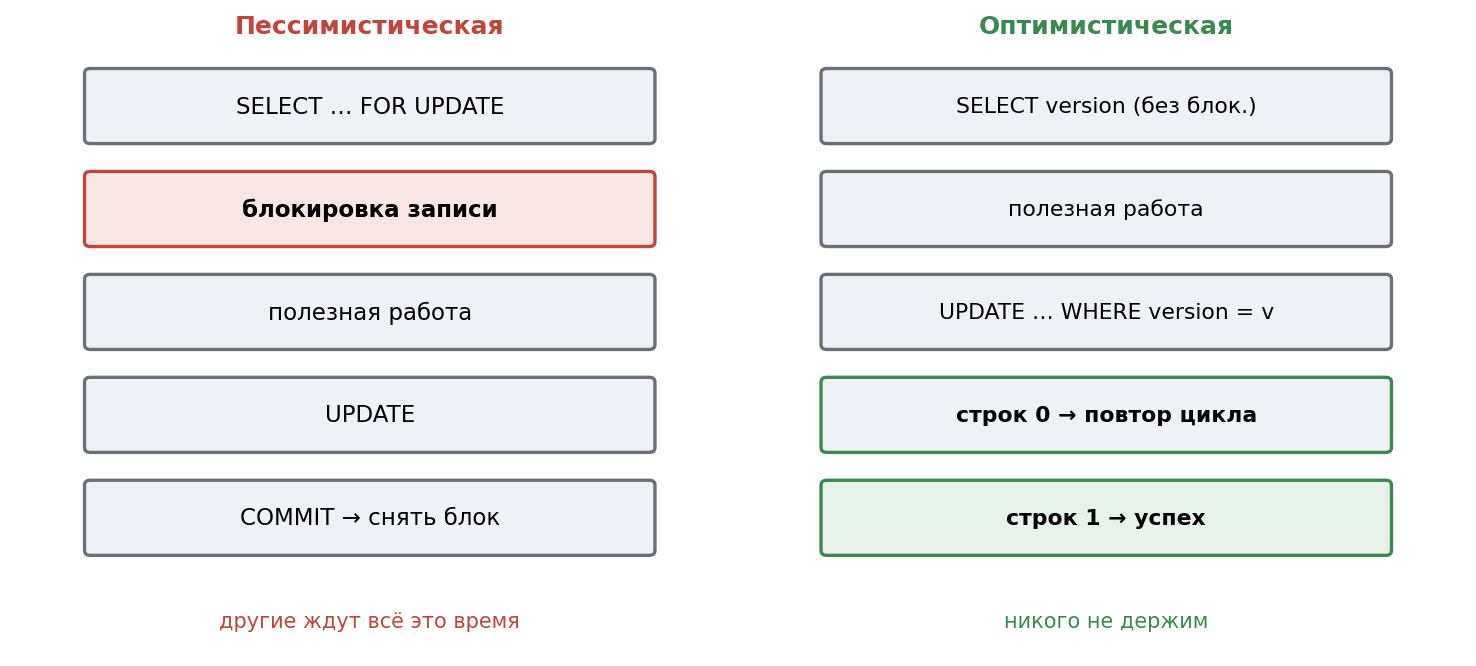 Пессимистическая
SELECT … FOR UPDATE
блокировка записи
полезная работа
UPDATE
COMMIT → снять блок
другие ждут всё это время
Оптимистическая
SELECT version (без блок.)
полезная работа
UPDATE … WHERE version = v
строк 0 → повтор цикла
строк 1 → успех
никого не держим